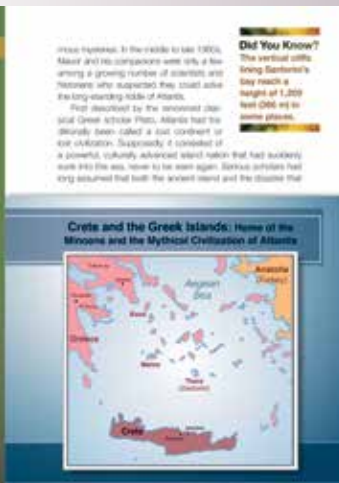 mous mysteries. In the middle to late 1960s,
Mavor and his companions were only a few
among a growing number of scientists and
historians who suspected they could solve
the long-standing riddle of Atlantis.
First described by the renowned clas-
sical Greek scholar Plato, Atlantis had tra-
ditionally been called a lost continent or
lost civilization. Supposedly, it consisted of
a powerful, culturally advanced island nation that had suddenly
sunk into the sea, never to be seen again. Serious scholars had
long assumed that both the ancient island and the disaster that
Did You Know?
The vertical cliffs
lining Santorini's
bay reach a
height of 1,200
feet (366 m) in
some places.
Crete and the Greek Islands: Home of the
Minoans and the Mythical Civilization of Atlantis
Anatolia
(Turkey)
Aegean
Sea
Greece
Melos
Thera
(Santorini)
Crete